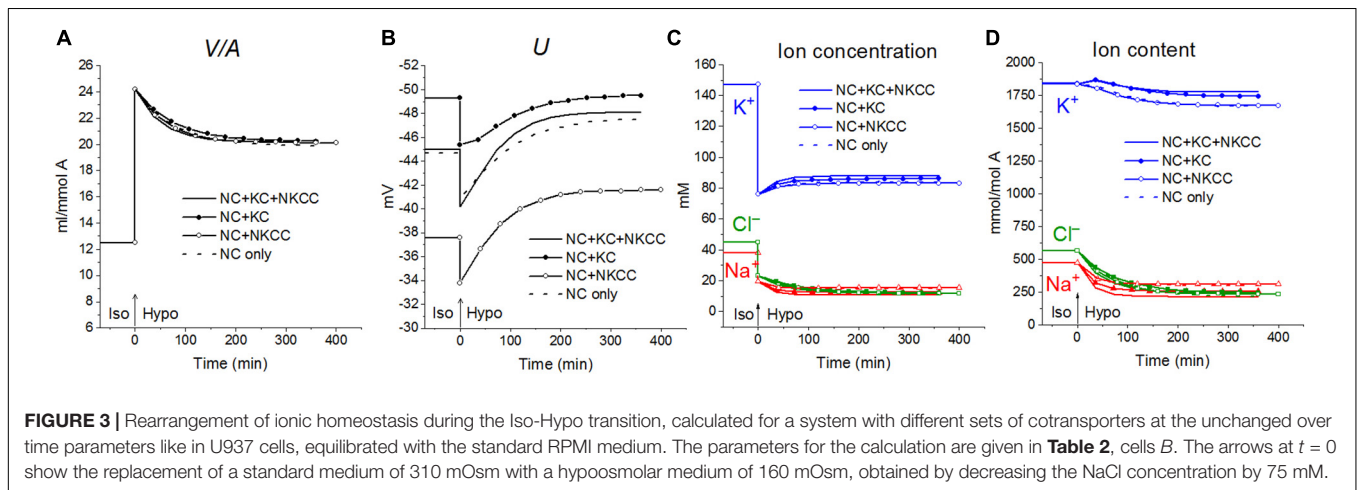 A
V/A
ml/mmol A
26
24
22
20
18
16
14
12
10
8
6
NC+KC+NKCC
NC+KC
NC+NKCC
NC only
Iso
Hypo
0 100 200 300 400
Time (min)
B
U
mV
-52
-50
-48
-46
-44
-42
-40
-38
-36
-34
-32
-30
NC+KC+NKCC
NC+KC
NC+NKCC
NC only
Iso
Hypo
0 100 200 300 400
Time (min)
C
Ion concentration
mM
160
140
120
100
80
60
40
20
0
K+
NC+KC+NKCC
NC+KC
NC+NKCC
NC only
Cl−
Na+
Iso
Hypo
0 100 200 300 400
Time (min)
D
Ion content
mmol/mol A
2000
1750
1500
1250
1000
750
500
250
0
K+
NC+KC+NKCC
NC+KC
NC+NKCC
NC only
Cl−
Na+
Iso
Hypo
0 100 200 300 400
Time (min)
FIGURE 3 | Rearrangement of ionic homeostasis during the Iso-Hypo transition, calculated for a system with different sets of cotransporters at the unchanged over
time parameters like in U937 cells, equilibrated with the standard RPMI medium. The parameters for the calculation are given in Table 2, cells B. The arrows at t = 0
show the replacement of a standard medium of 310 mOsm with a hypoosmolar medium of 160 mOsm, obtained by decreasing the NaCl concentration by 75 mM.